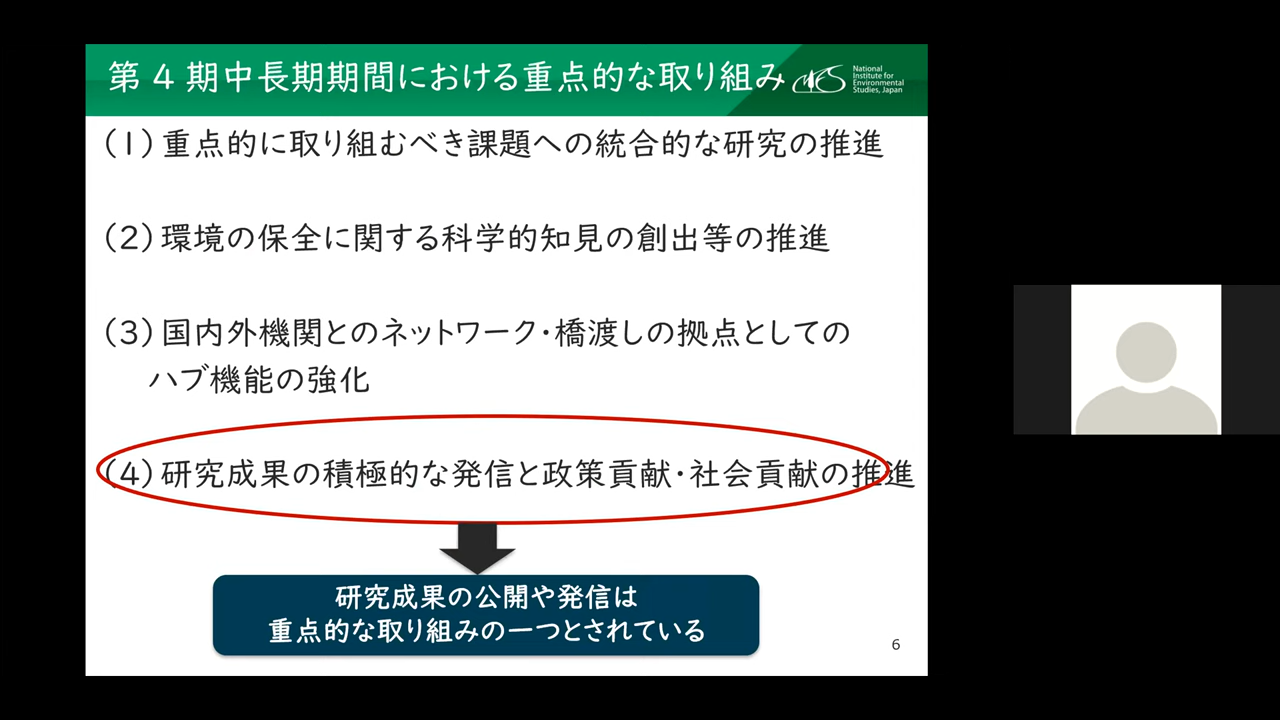 第 4 期中長期期間における重点的な取り組み
National
Institute for
Environmental
Studies, Japan
(1) 重点的に取り組むべき課題への統合的な研究の推進
(2) 環境の保全に関する科学的知見の創出等の推進
(3) 国内外機関とのネットワーク・橋渡しの拠点としての
ハブ機能の強化
(4) 研究成果の積極的な発信と政策貢献・社会貢献の推進
研究成果の公開や発信は
重点的な取り組みの一つとされている
6